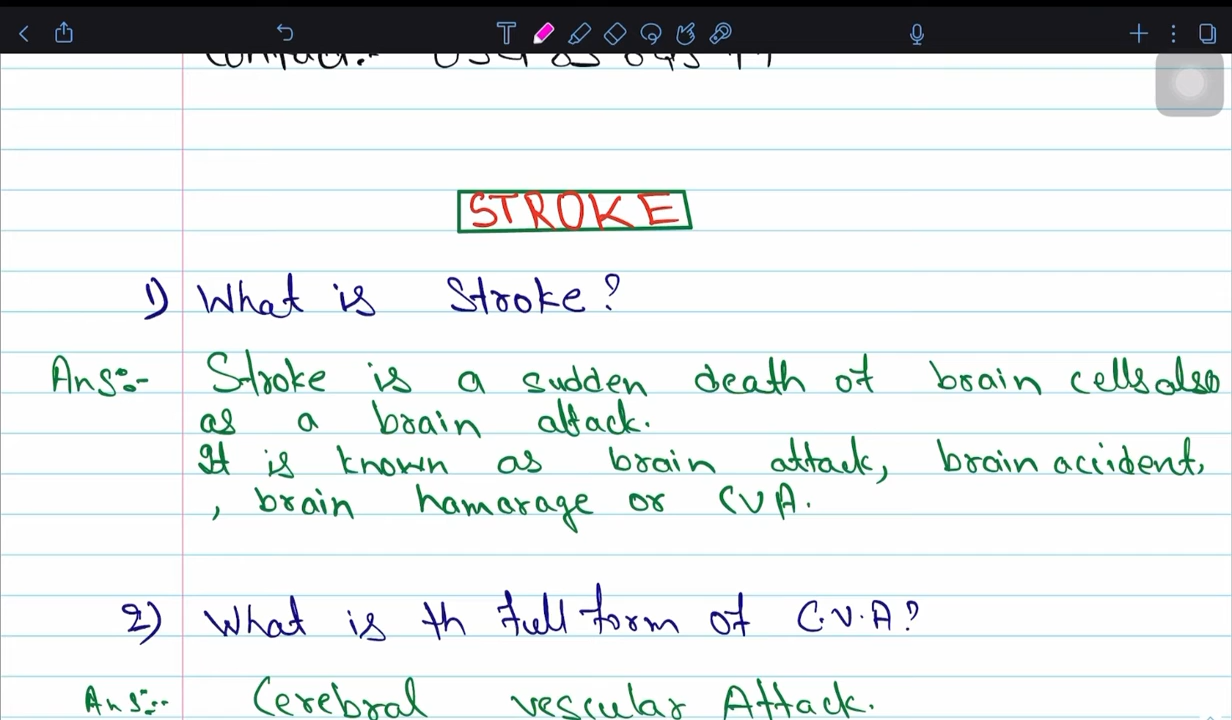 STROKE
1) What is Stroke?
Ans:- Stroke is a sudden death of brain cells also
as a brain attack.
It is known as brain attack, brain accident,
, brain hamarage or CVA.
2) What is th full form of C.V.A?
Ans:- Cerebral vescular Attack.